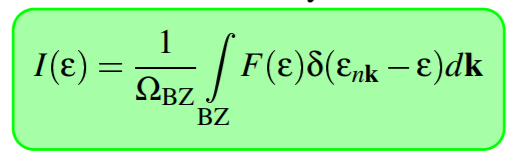 I(ε) = 1/Ω_BZ ∫_BZ F(ε)δ(ε_n𝐤 − ε)d𝐤